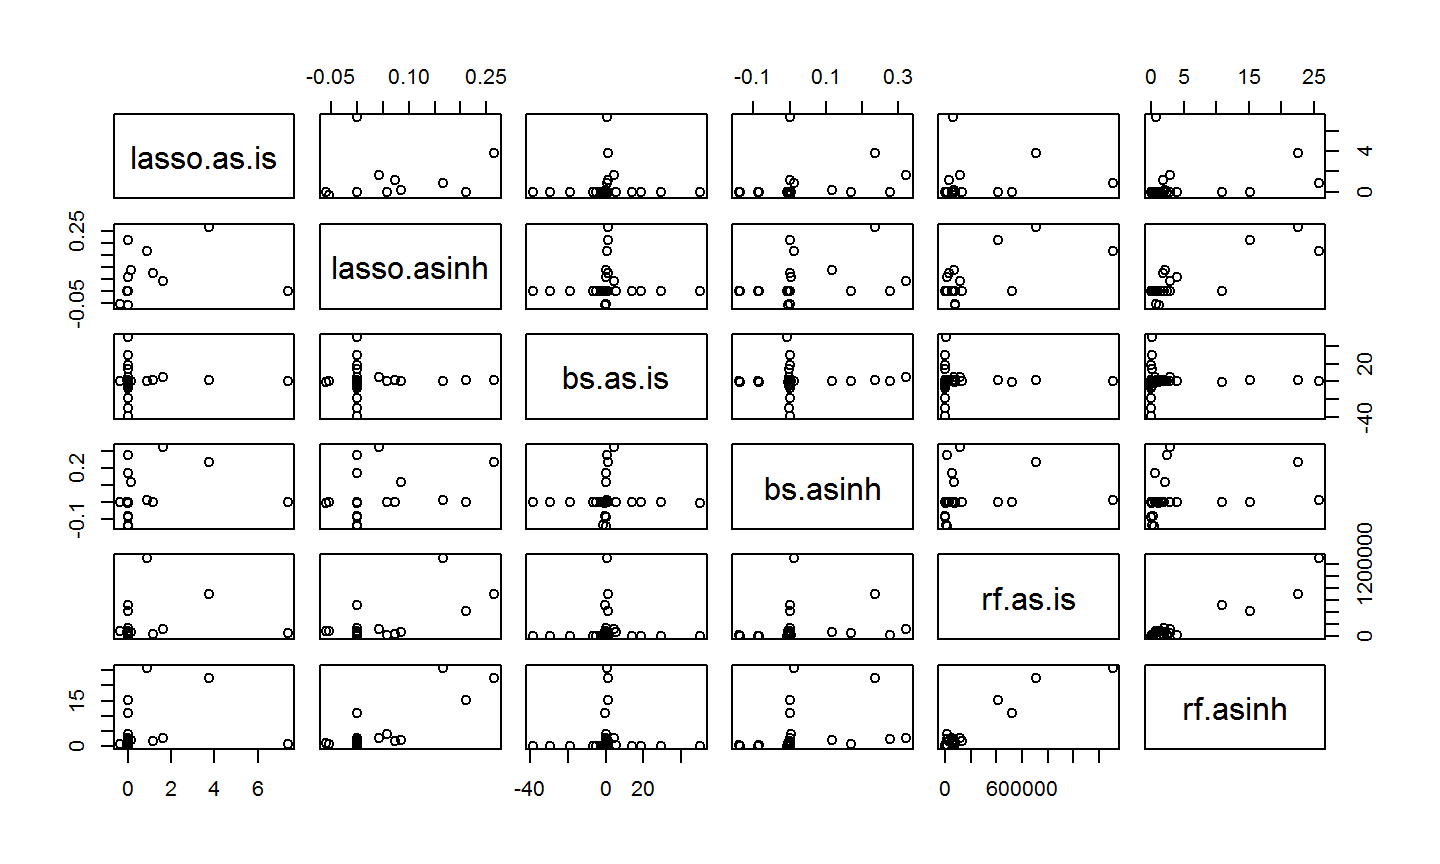 -0.05 0.10 0.25 -0.1 0.1 0.3 0 5 15 25
lasso.as.is 0 4
-0.05 0.25 lasso.asinh
bs.as.is -40 20
-0.1 0.2 bs.asinh
rf.as.is 0 1200000
0 15 rf.asinh
0 2 4 6 -40 0 20 0 600000